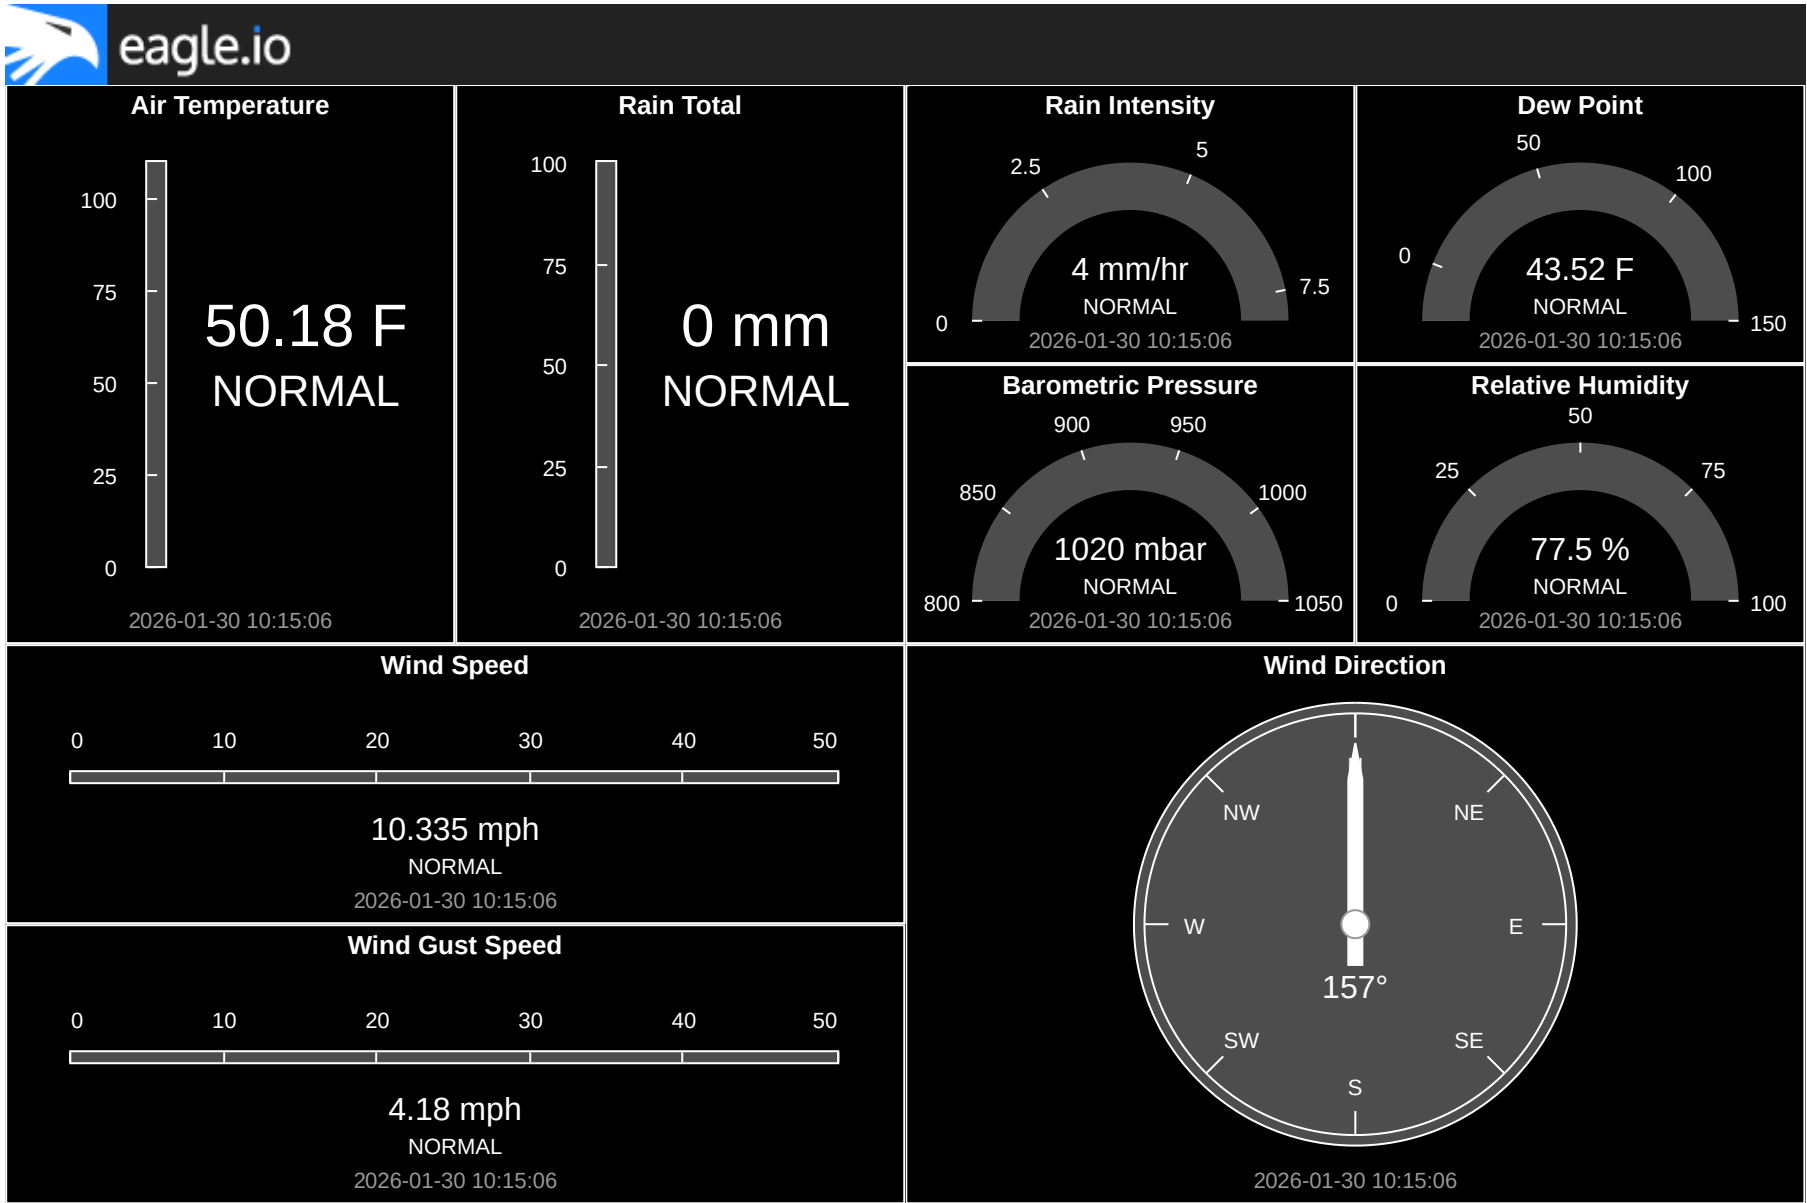 eagle.io
Air Temperature
100
75
50
25
0
50.18 F
NORMAL
2026-01-30 10:15:06
Rain Total
100
75
50
25
0
0 mm
NORMAL
2026-01-30 10:15:06
Rain Intensity
0
2.5
5
7.5
4 mm/hr
NORMAL
2026-01-30 10:15:06
Dew Point
0
50
100
150
43.52 F
NORMAL
2026-01-30 10:15:06
Barometric Pressure
800
850
900
950
1000
1050
1020 mbar
NORMAL
2026-01-30 10:15:06
Relative Humidity
0
25
50
75
100
77.5 %
NORMAL
2026-01-30 10:15:06
Wind Speed
0 10 20 30 40 50
10.335 mph
NORMAL
2026-01-30 10:15:06
Wind Gust Speed
0 10 20 30 40 50
4.18 mph
NORMAL
2026-01-30 10:15:06
Wind Direction
NW NE
W E
157°
SW SE
S
2026-01-30 10:15:06